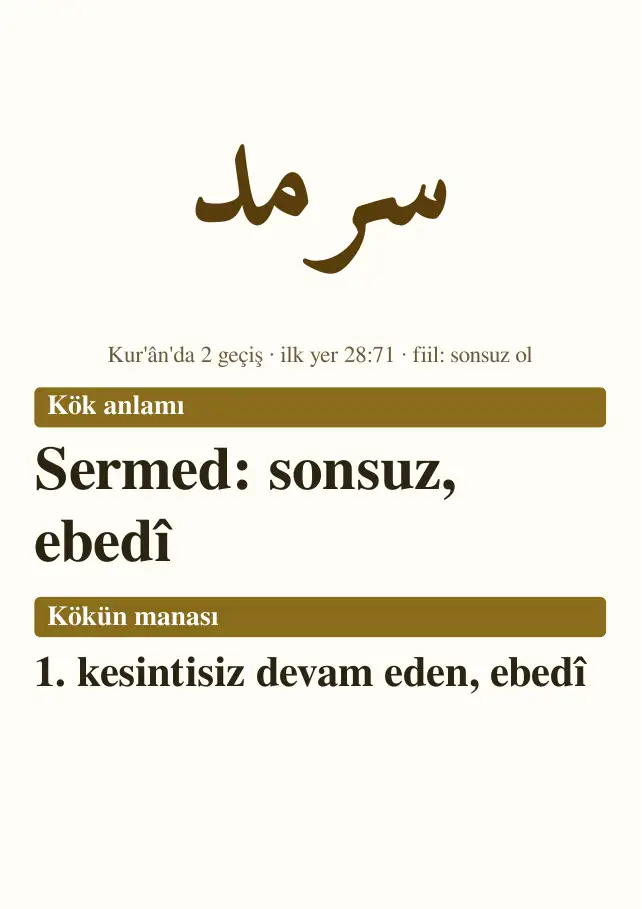 سرمد
Kur'ân'da 2 geçiş · ilk yer 28:71 · fiil: sonsuz ol
Kök anlamı
Sermed: sonsuz,
ebedî
Kökün manası
1. kesintisiz devam eden, ebedî